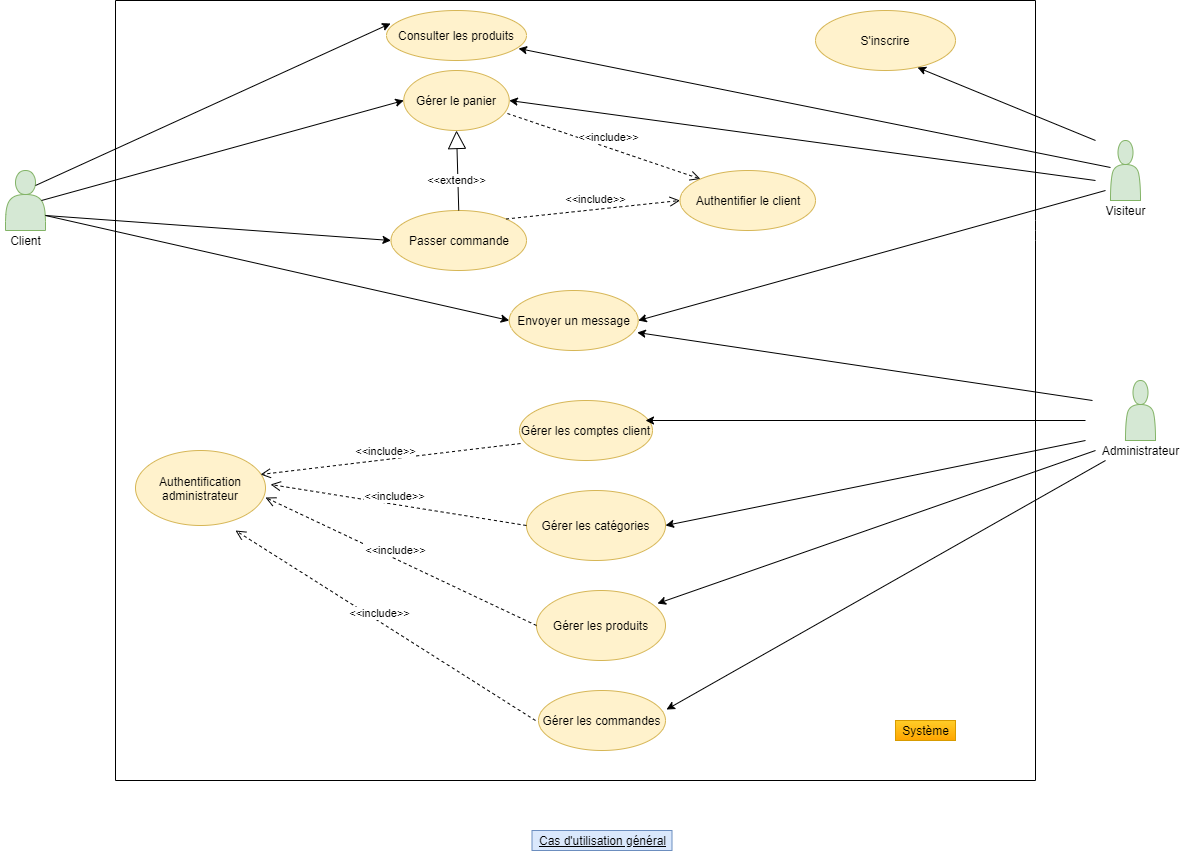 Consulter les produits
S'inscrire
Gérer le panier
<<include>>
<<extend>>
<<include>>
Authentifier le client
Visiteur
Client
Passer commande
Envoyer un message
Gérer les comptes client
<<include>>
Administrateur
Authentification
administrateur
<<include>>
Gérer les catégories
<<include>>
<<include>>
Gérer les produits
Gérer les commandes
Système
Cas d'utilisation général